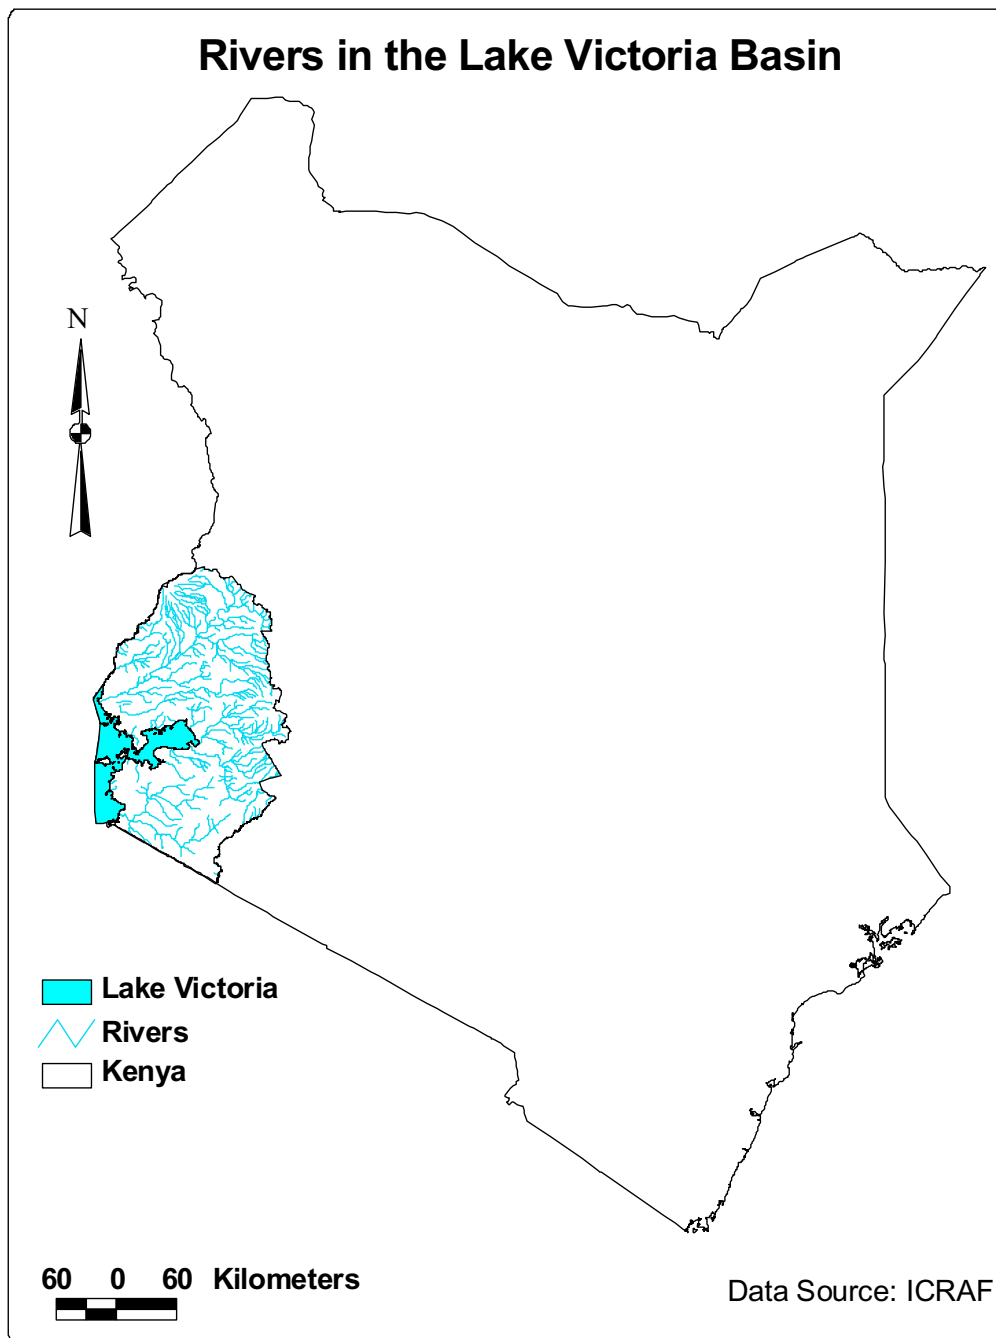 Rivers in the Lake Victoria Basin
N
Lake Victoria
Rivers
Kenya
60 0 60 Kilometers
Data Source: ICRAF